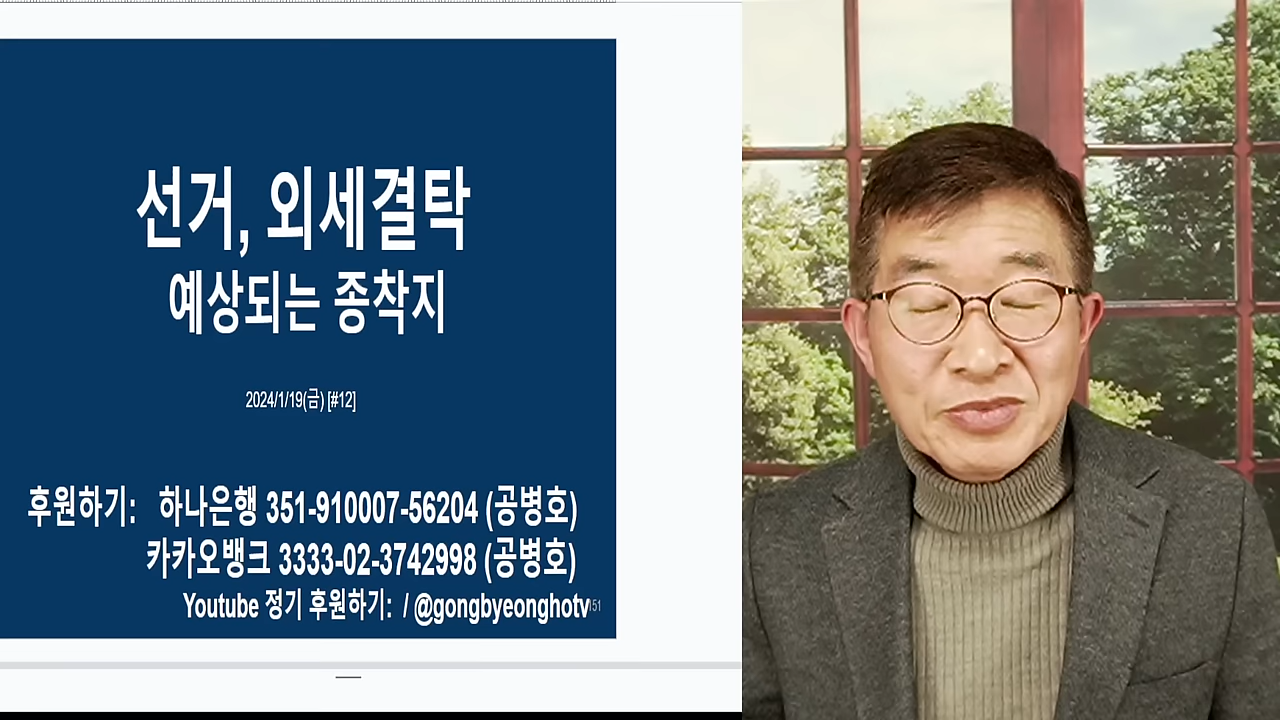 선거, 외세결탁
예상되는 종착지
2024/1/19(금) [#12]
후원하기: 하나은행 351-910007-56204 (공병호)
카카오뱅크 3333-02-3742998 (공병호)
Youtube 정기 후원하기: / @gongbyeonghotv